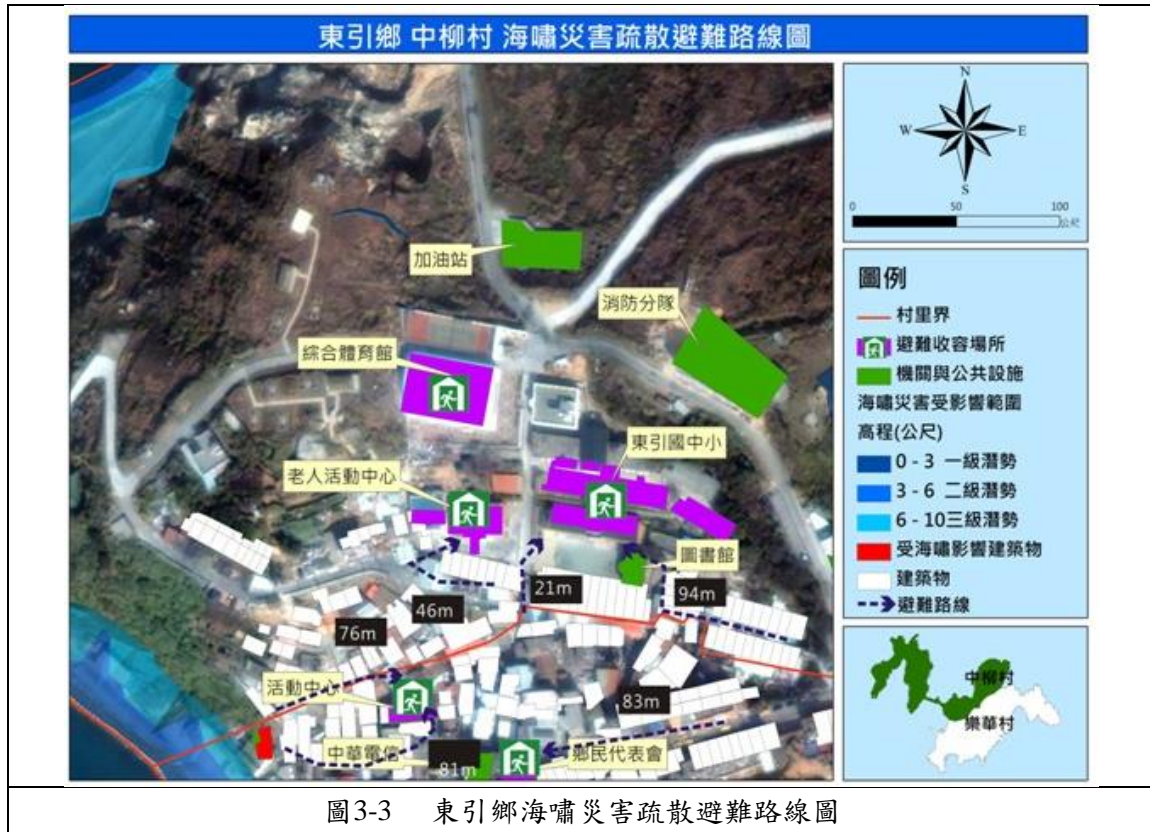 東引鄉 中柳村 海嘯災害疏散避難路線圖
N
W E
S
0 50 100
公尺
加油站
消防分隊
綜合體育館
東引國中小
老人活動中心
圖書館
21m
94m
46m
76m
活動中心
83m
中華電信
81m
鄉民代表會
圖例
村里界
避難收容場所
機關與公共設施
海嘯災害受影響範圍
高程(公尺)
0 - 3 一級潛勢
3 - 6 二級潛勢
6 - 10三級潛勢
受海嘯影響建築物
建築物
避難路線
中柳村
樂華村
圖3-3 東引鄉海嘯災害疏散避難路線圖